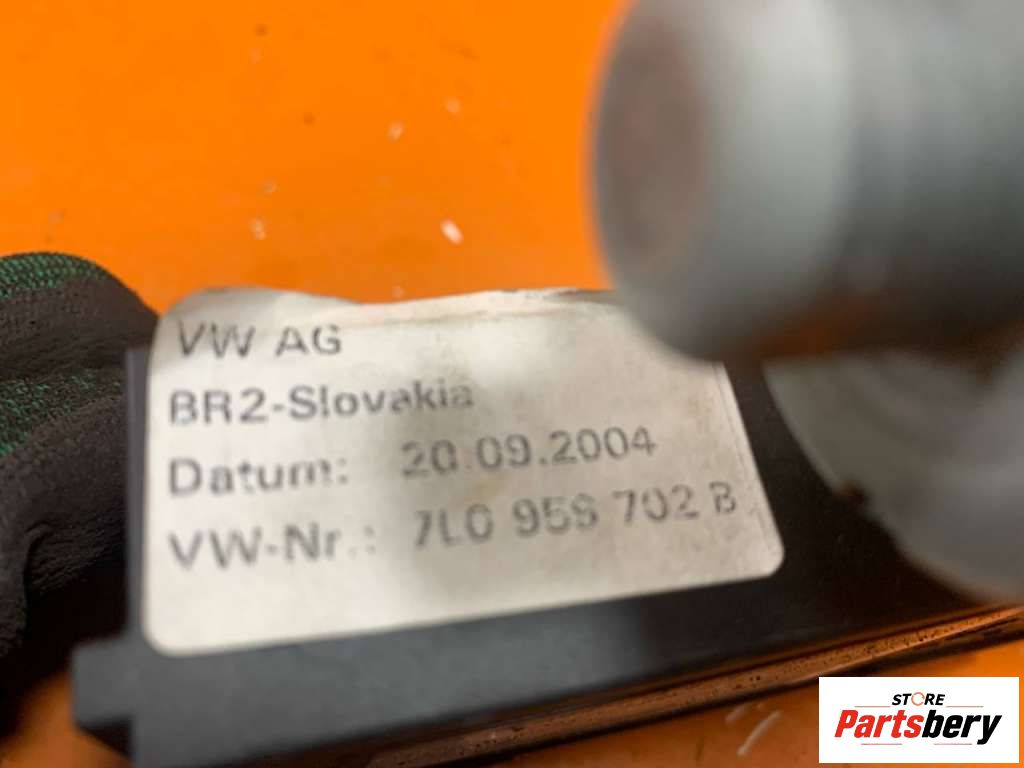 VW AG
BR2-Slovakia
Datum: 20.09.2004
VW-Nr.: 7L0 959 702 B
STORE
Partsbery